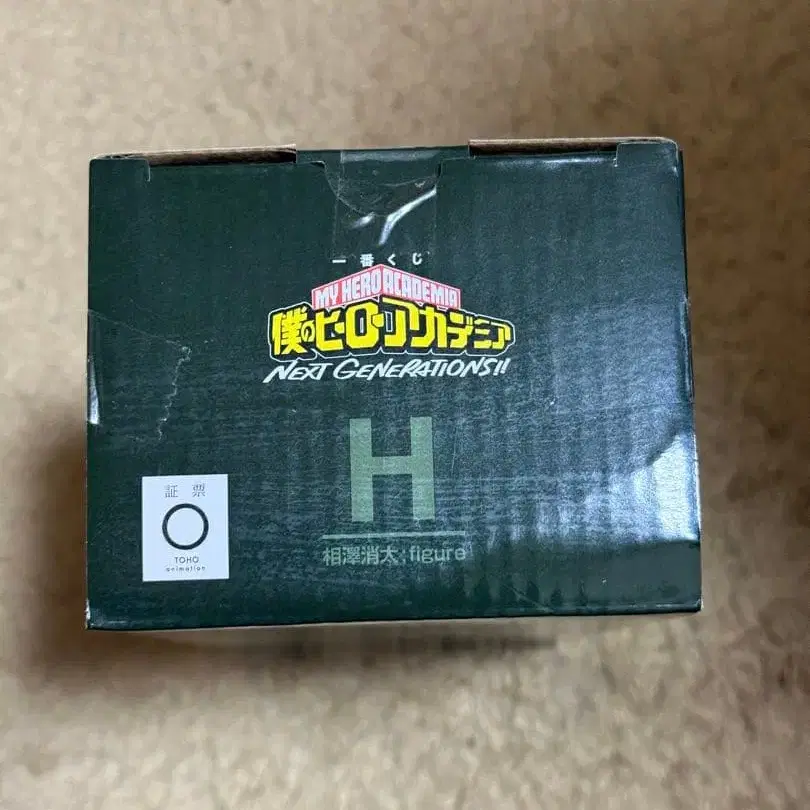 一番くじ
MY HERO ACADEMIA
僕のヒーローアカデミア
NEXT GENERATIONS!!
H
相澤消太;figure
証票
TOHO
animation